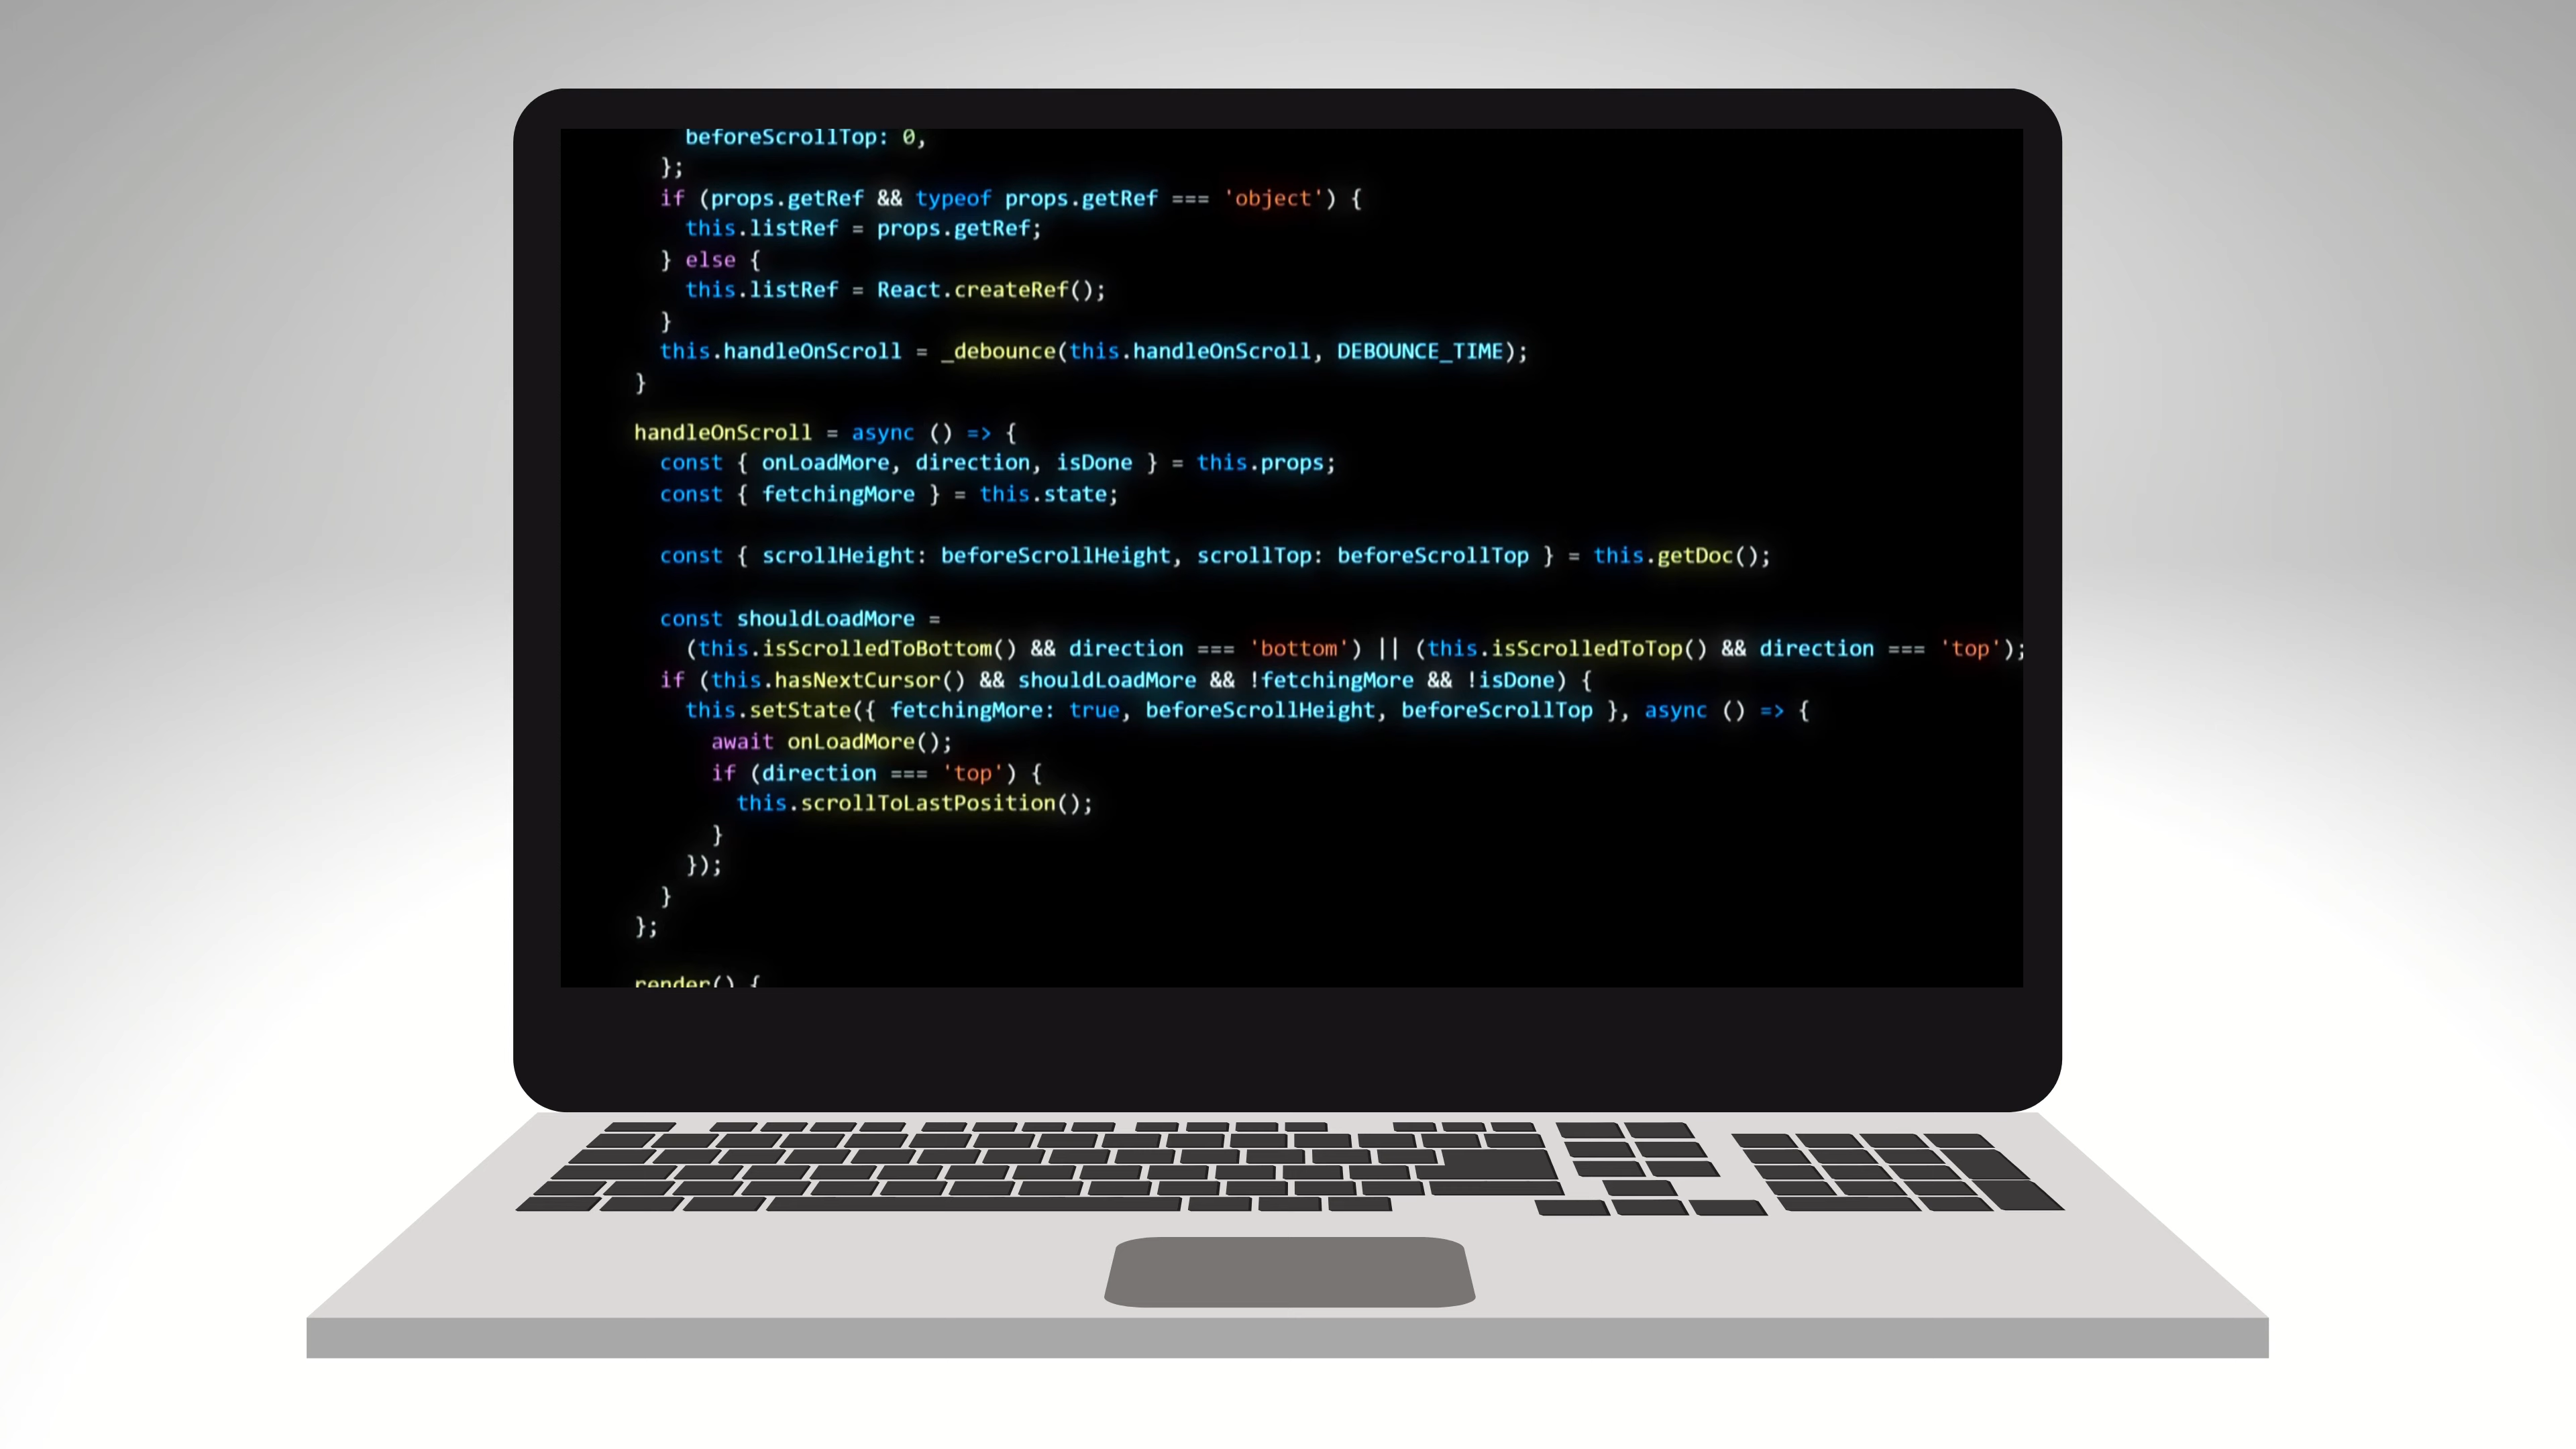 beforeScrollTop: 0,
};
if (props.getRef && typeof props.getRef === 'object') {
this.listRef = props.getRef;
} else {
this.listRef = React.createRef();
}
this.handleOnScroll = _debounce(this.handleOnScroll, DEBOUNCE_TIME);
}
handleOnScroll = async () => {
const { onLoadMore, direction, isDone } = this.props;
const { fetchingMore } = this.state;
const { scrollHeight: beforeScrollHeight, scrollTop: beforeScrollTop } = this.getDoc();
const shouldLoadMore =
(this.isScrolledToBottom() && direction === 'bottom') || (this.isScrolledToTop() && direction === 'top');
if (this.hasNextCursor() && shouldLoadMore && !fetchingMore && !isDone) {
this.setState({ fetchingMore: true, beforeScrollHeight, beforeScrollTop }, async () => {
await onLoadMore();
if (direction === 'top') {
this.scrollToLastPosition();
}
});
}
};
render() {